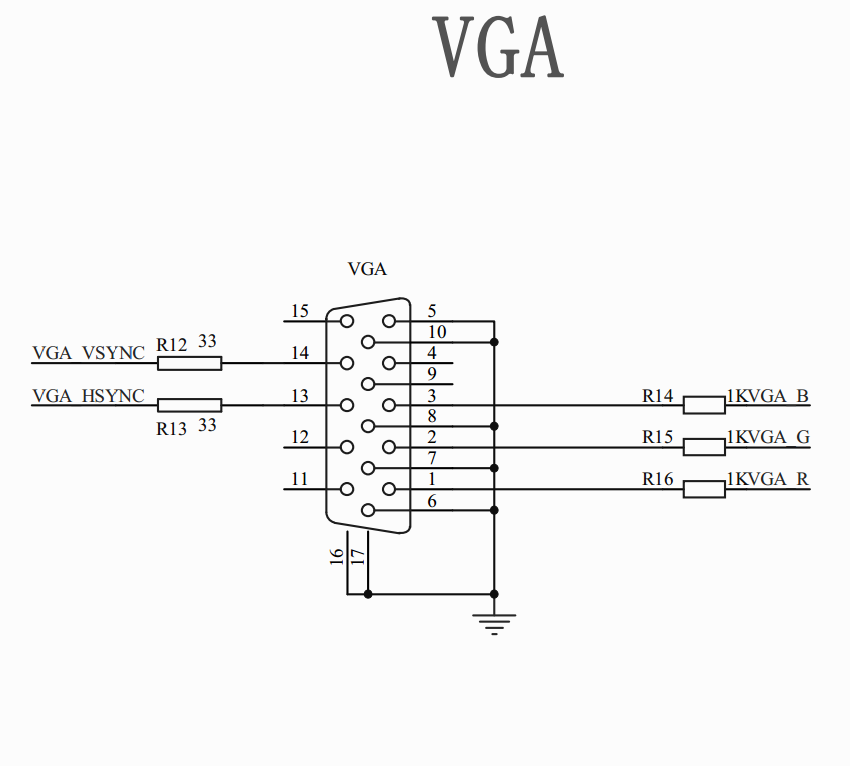 VGA
VGA
15 5
10
VGA_VSYNC R12 33 14 4
9
VGA_HSYNC 13 3 R14 1K VGA_B
R13 33 8
12 2 R15 1K VGA_G
7
11 1 R16 1K VGA_R
6
16 17